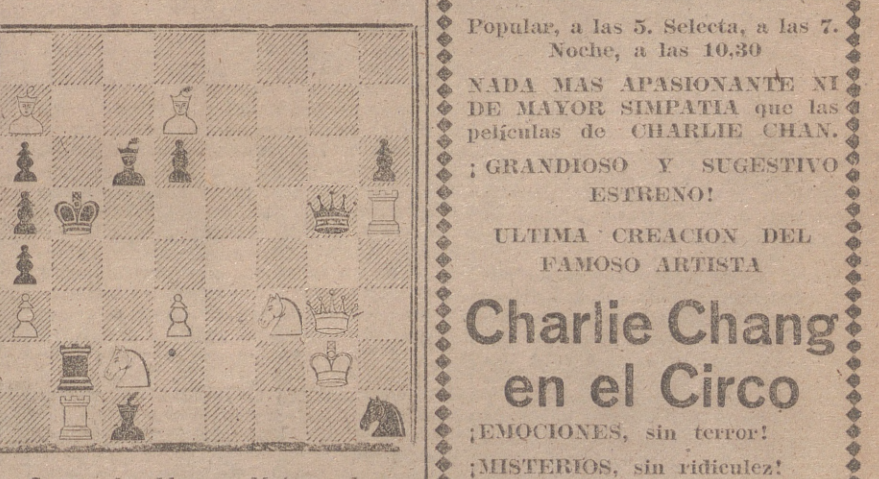 Popular, a las 5. Selecta, a las 7.
Noche, a las 10,30
NADA MAS APASIONANTE NI
DE MAYOR SIMPATIA que las
películas de CHARLIE CHAN.
¡GRANDIOSO Y SUGESTIVO
ESTRENO!
ULTIMA CREACION DEL
FAMOSO ARTISTA
Charlie Chang
en el Circo
¡EMOCIONES, sin terror!
¡MISTERIOS, sin ridiculez!